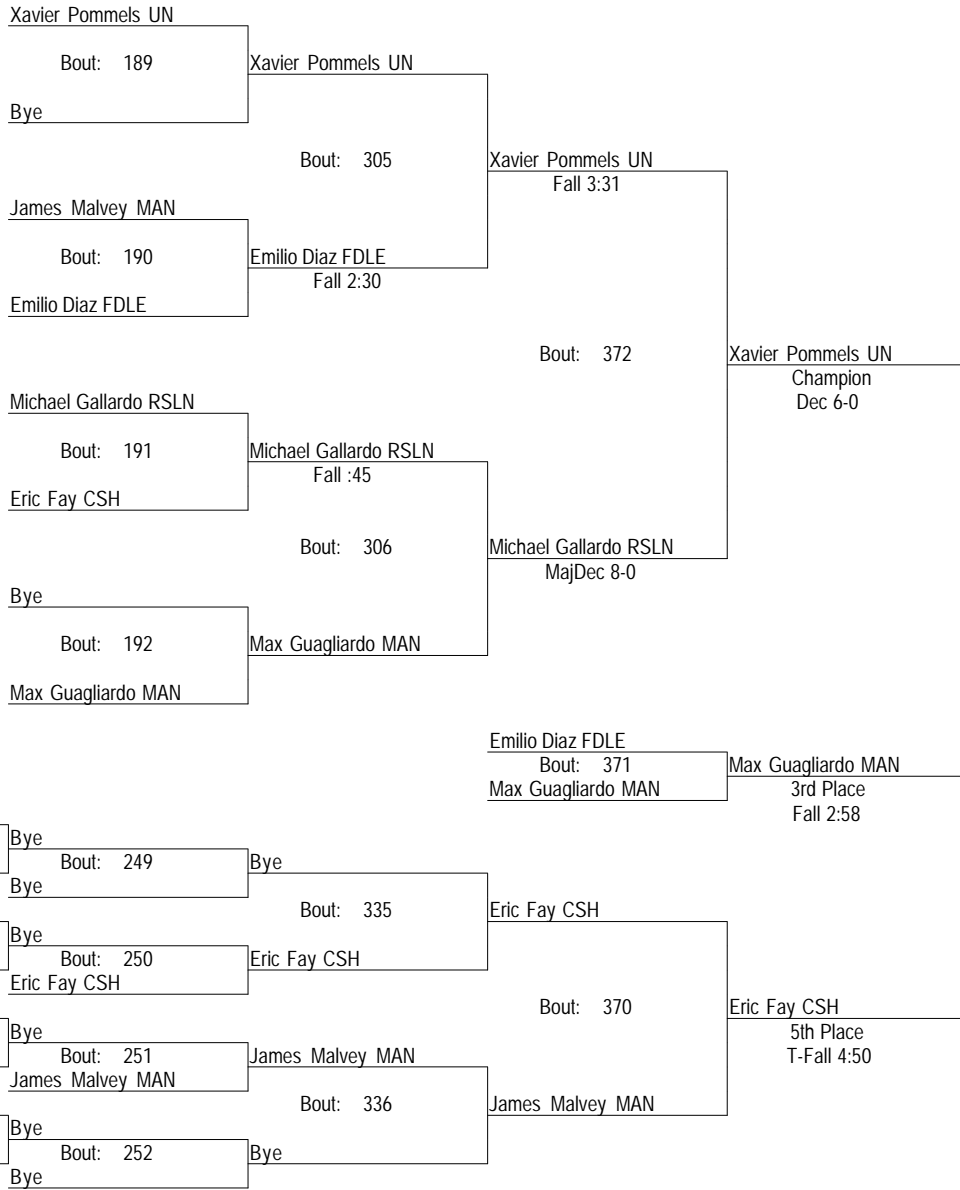 Xavier Pommels UN
Bout: 189
Xavier Pommels UN
Bye
Bout: 305
Xavier Pommels UN
Fall 3:31
James Malvey MAN
Bout: 190
Emilio Diaz FDLE
Fall 2:30
Emilio Diaz FDLE
Bout: 372
Xavier Pommels UN
Champion
Dec 6-0
Michael Gallardo RSLN
Bout: 191
Michael Gallardo RSLN
Fall :45
Eric Fay CSH
Bout: 306
Michael Gallardo RSLN
MajDec 8-0
Bye
Bout: 192
Max Guagliardo MAN
Max Guagliardo MAN
Emilio Diaz FDLE
Bout: 371
Max Guagliardo MAN
Max Guagliardo MAN
3rd Place
Fall 2:58
Bye
Bout: 249
Bye
Bye
Bout: 335
Eric Fay CSH
Bye
Bout: 250
Eric Fay CSH
Eric Fay CSH
Bout: 370
Eric Fay CSH
5th Place
T-Fall 4:50
Bye
Bout: 251
James Malvey MAN
James Malvey MAN
Bout: 336
James Malvey MAN
Bye
Bout: 252
Bye
Bye